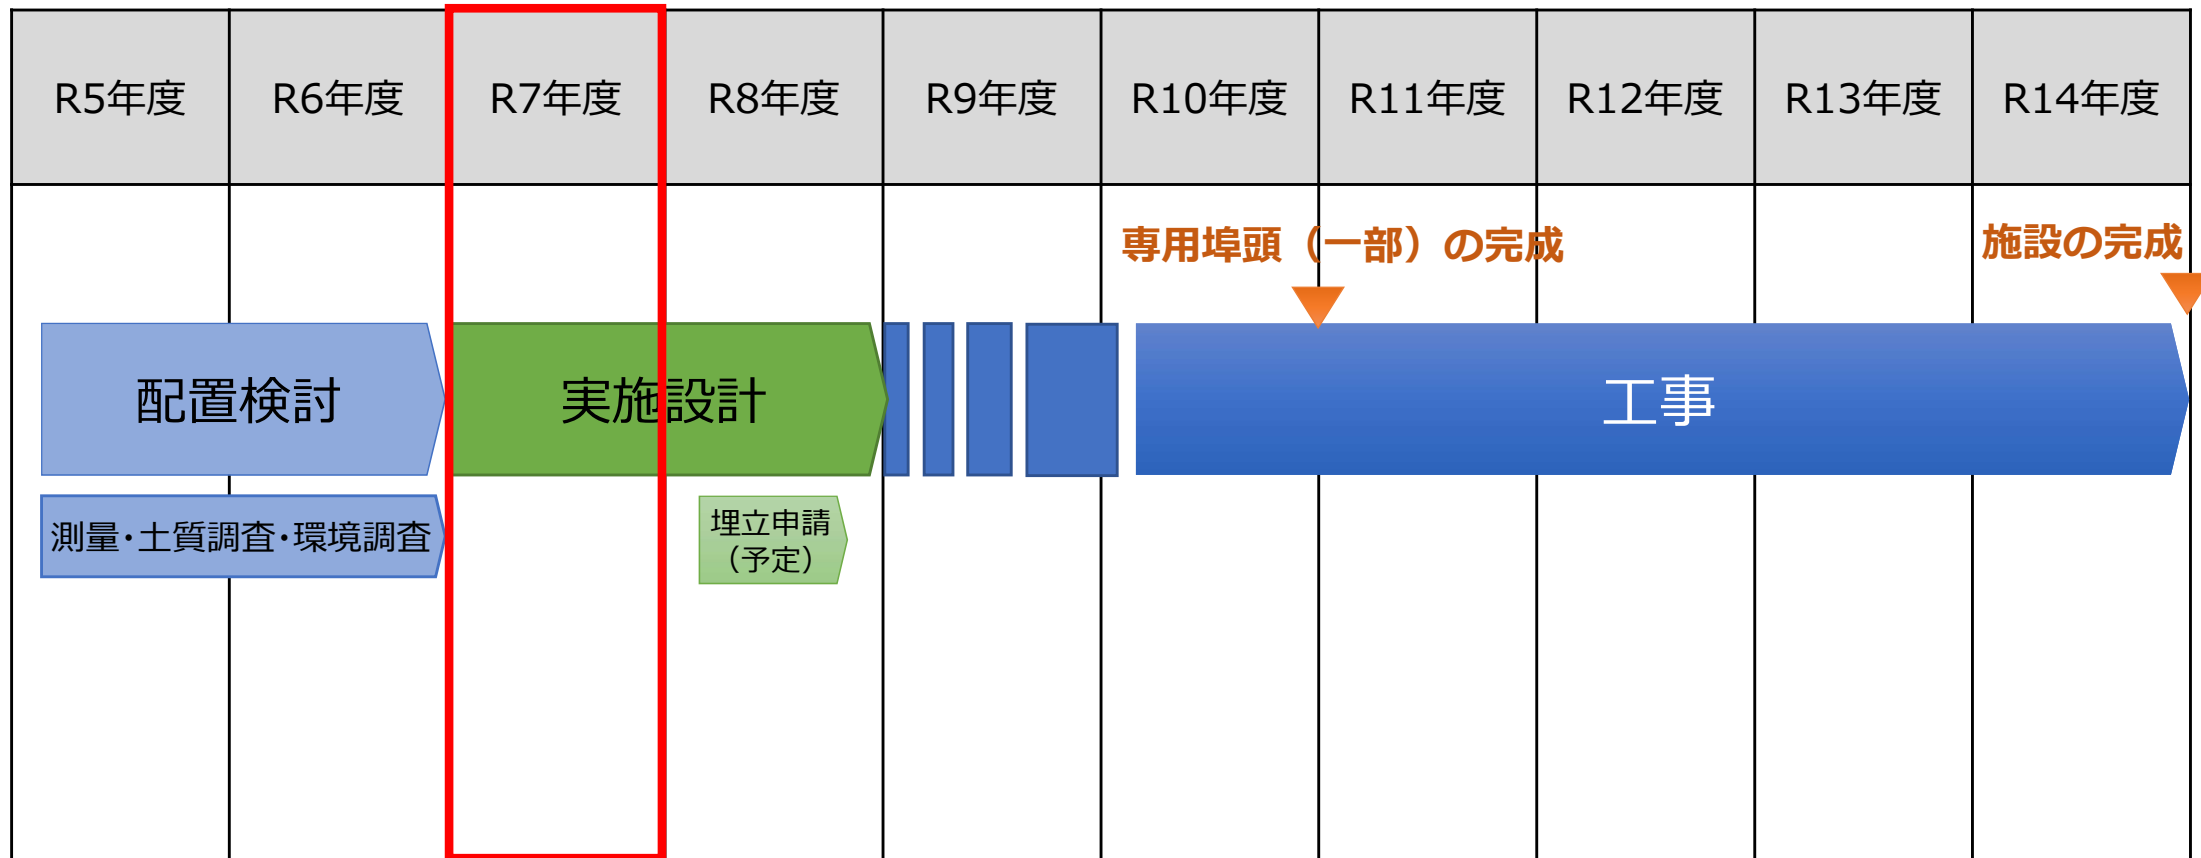 R5年度
R6年度
R7年度
R8年度
R9年度
R10年度
R11年度
R12年度
R13年度
R14年度
専用埠頭（一部）の完成
施設の完成
配置検討
実施設計
工事
測量・土質調査・環境調査
埋立申請
（予定）